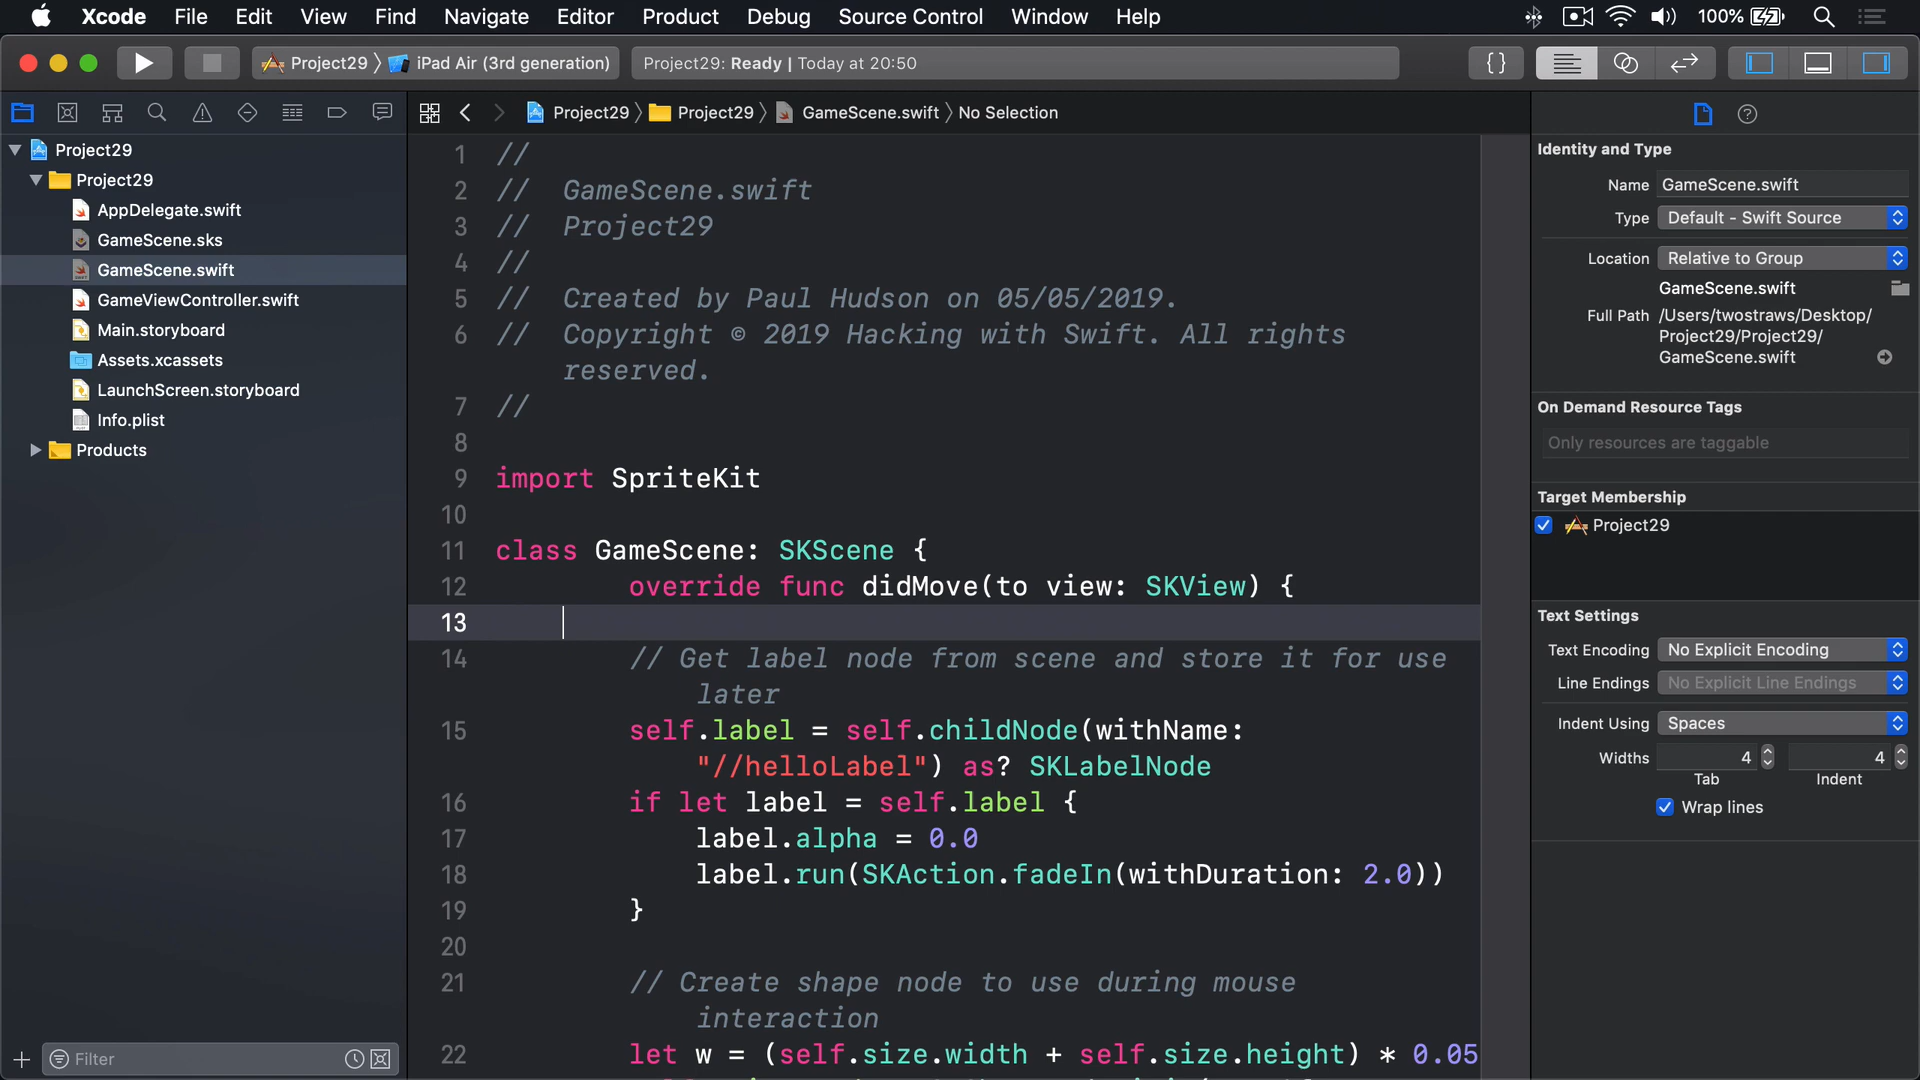 Xcode File Edit View Find Navigate Editor Product Debug Source Control Window Help 100%
Project29 iPad Air (3rd generation) Project29: Ready | Today at 20:50 {}
Project29 Project29 GameScene.swift No Selection
Project29
Project29
AppDelegate.swift
GameScene.sks
GameScene.swift
GameViewController.swift
Main.storyboard
Assets.xcassets
LaunchScreen.storyboard
Info.plist
Products
Filter
1 //
2 //  GameScene.swift
3 //  Project29
4 //
5 //  Created by Paul Hudson on 05/05/2019.
6 //  Copyright © 2019 Hacking with Swift. All rights
reserved.
7 //
8
9 import SpriteKit
10
11 class GameScene: SKScene {
12 override func didMove(to view: SKView) {
13
14 // Get label node from scene and store it for use
later
15 self.label = self.childNode(withName:
"//helloLabel") as? SKLabelNode
16 if let label = self.label {
17 label.alpha = 0.0
18 label.run(SKAction.fadeIn(withDuration: 2.0))
19 }
20
21 // Create shape node to use during mouse
interaction
22 let w = (self.size.width + self.size.height) * 0.05
Identity and Type
Name GameScene.swift
Type Default - Swift Source
Location Relative to Group
GameScene.swift
Full Path /Users/twostraws/Desktop/
Project29/Project29/
GameScene.swift
On Demand Resource Tags
Only resources are taggable
Target Membership
Project29
Text Settings
Text Encoding No Explicit Encoding
Line Endings No Explicit Line Endings
Indent Using Spaces
Widths 4 4
Tab Indent
Wrap lines